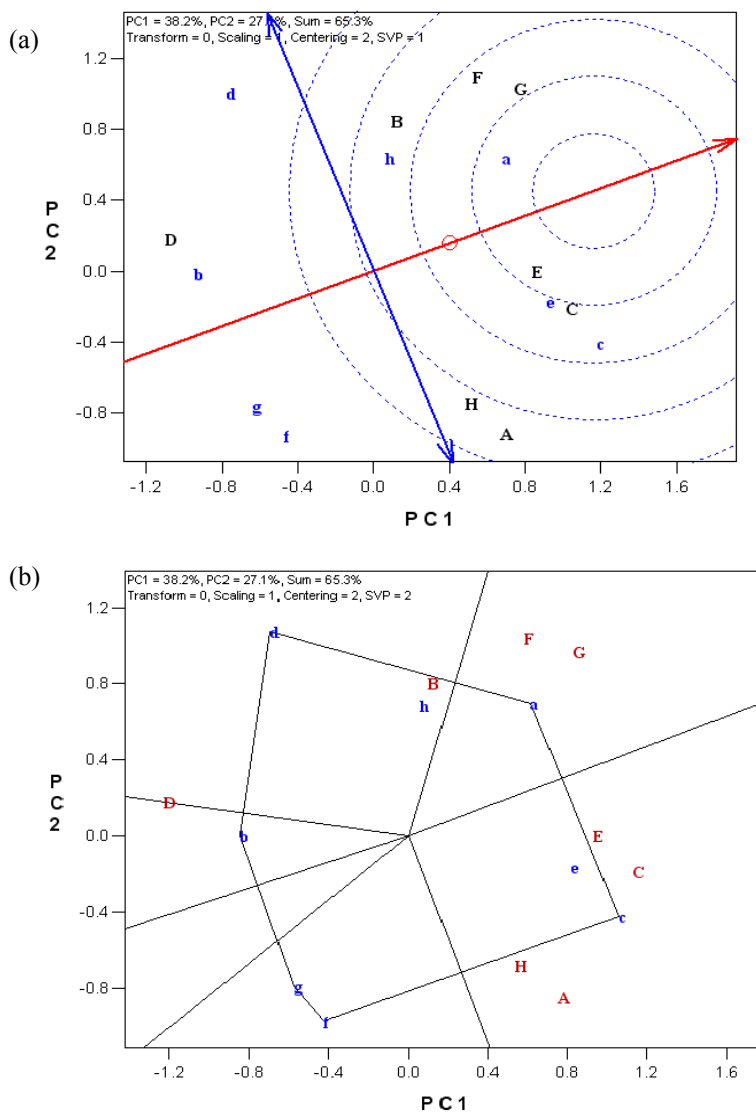 (a)
PC1 = 38.2%, PC2 = 27.1%, Sum = 65.3%
Transform = 0, Scaling = 1, Centering = 2, SVP = 1
1.2
0.8
0.4
0.0
-0.4
-0.8
P
C
2
F
G
d
B
h
a
D
b
E
e
C
c
g
f
H
A
-1.2
-0.8
-0.4
0.0
0.4
0.8
1.2
1.6
P C 1
(b)
PC1 = 38.2%, PC2 = 27.1%, Sum = 65.3%
Transform = 0, Scaling = 1, Centering = 2, SVP = 2
1.2
0.8
0.4
0.0
-0.4
-0.8
P
C
2
d
F
G
B
h
a
D
b
E
e
C
c
H
g
A
f
-1.2
-0.8
-0.4
0.0
0.4
0.8
1.2
1.6
P C 1